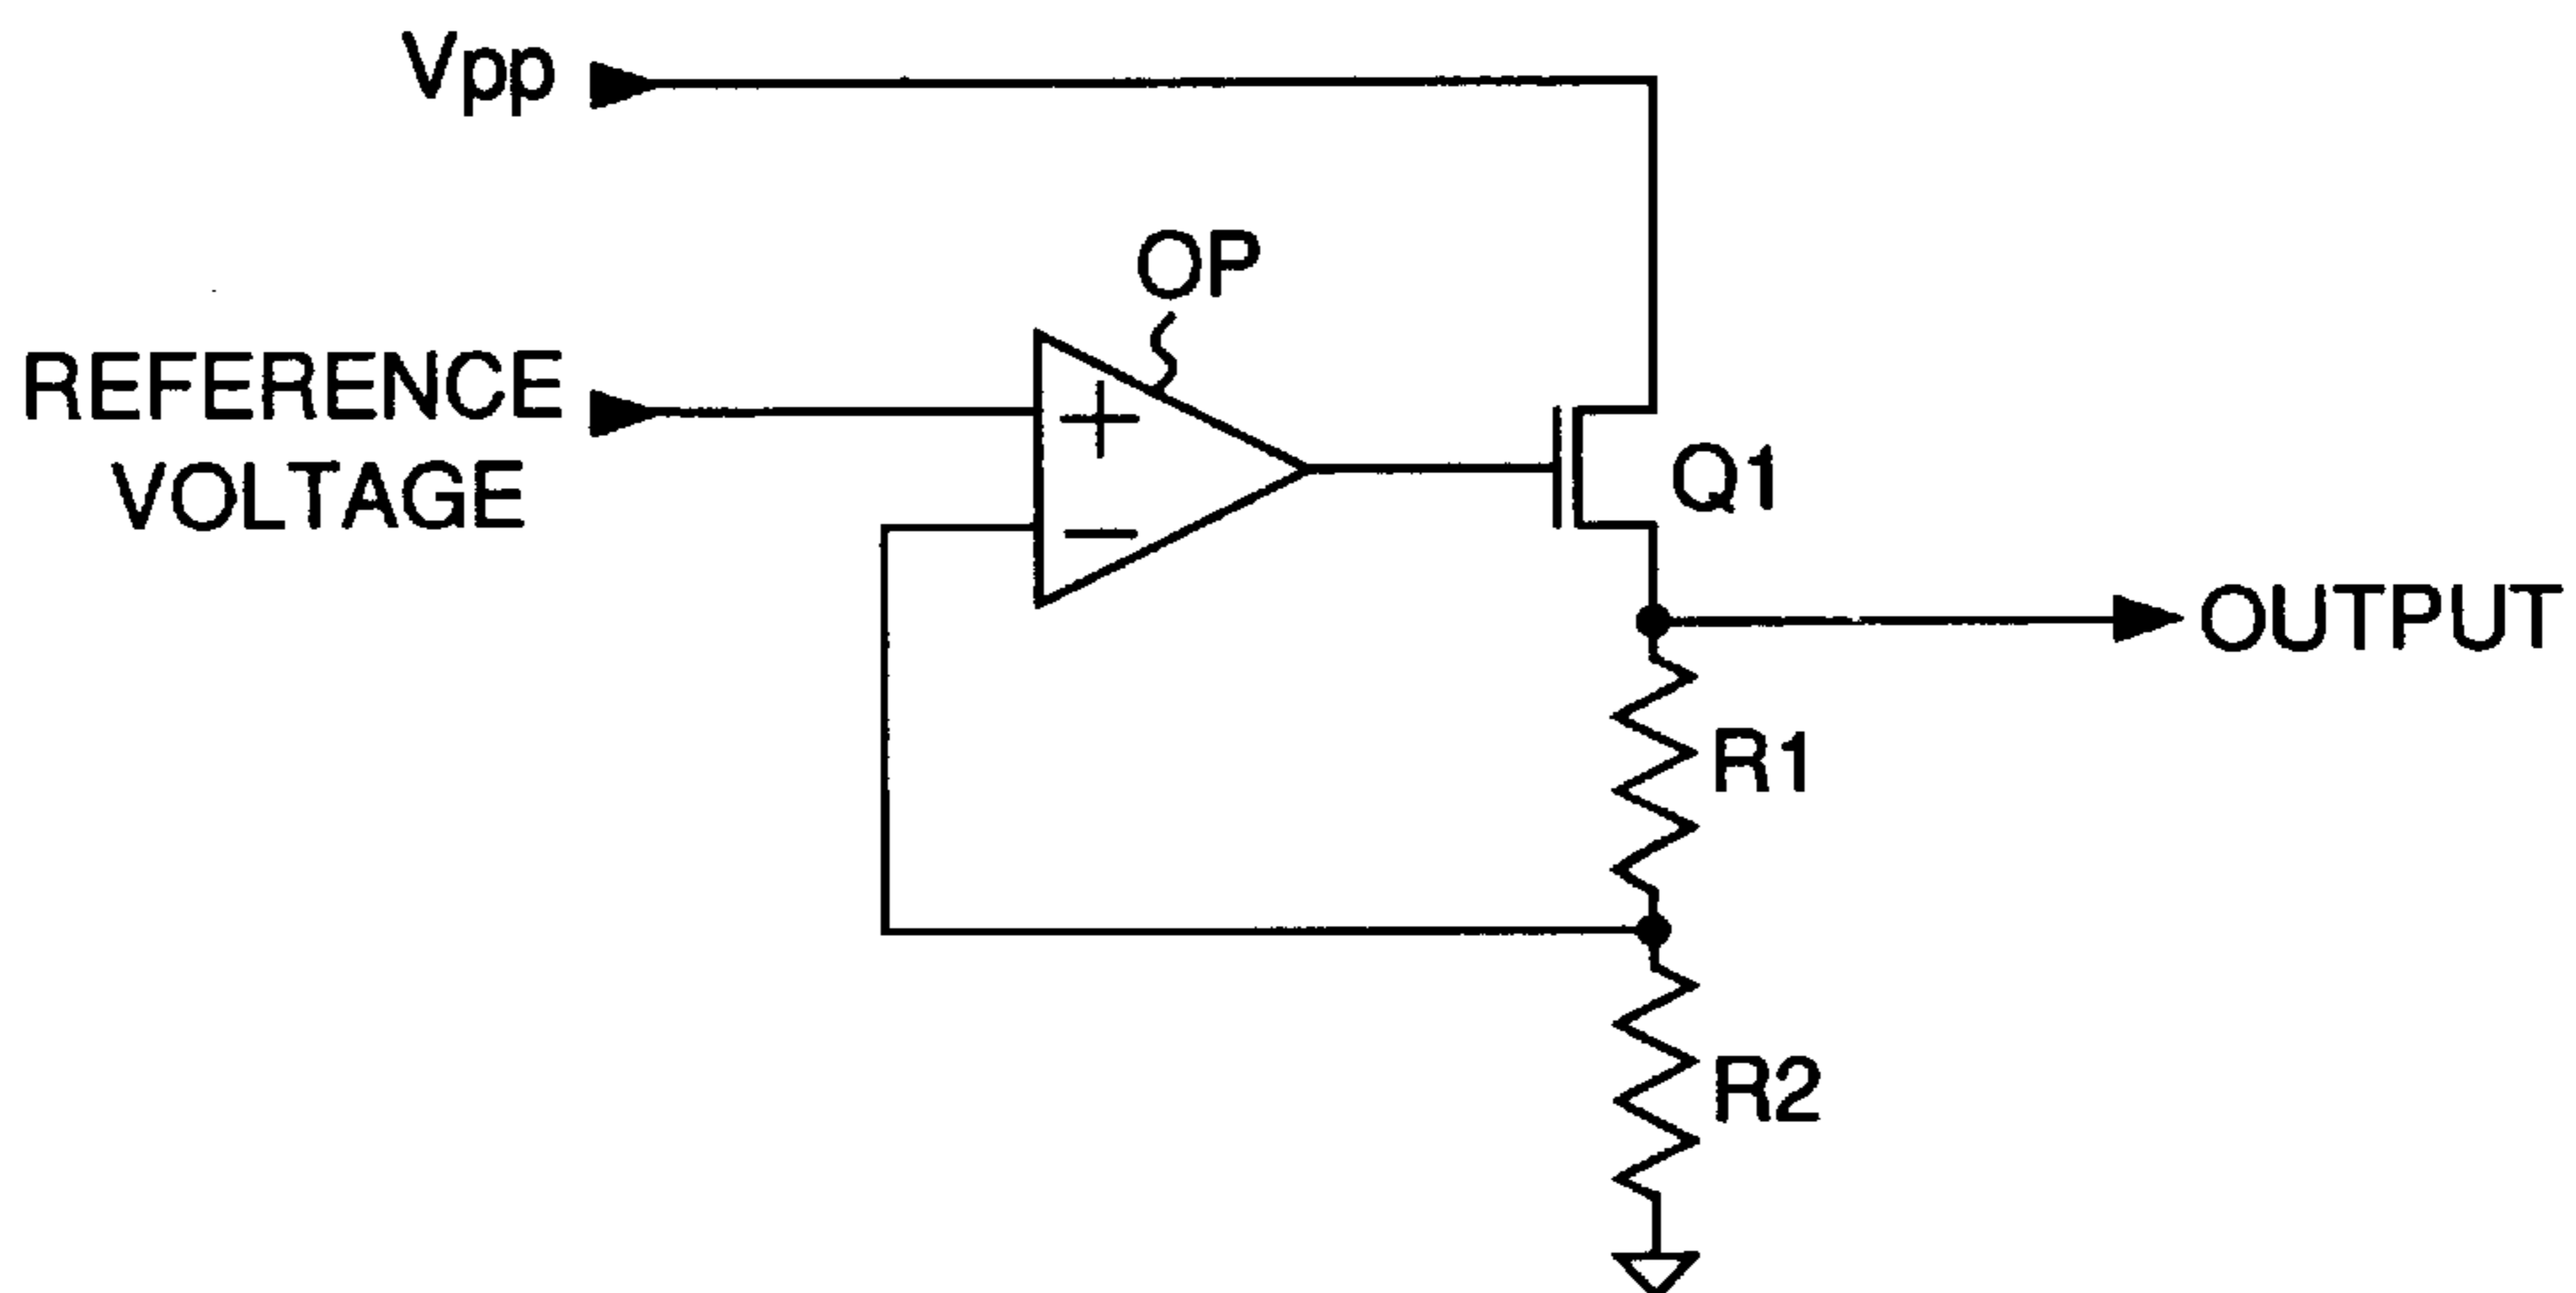 Vpp
OP
REFERENCE
VOLTAGE
+
−
Q1
OUTPUT
R1
R2